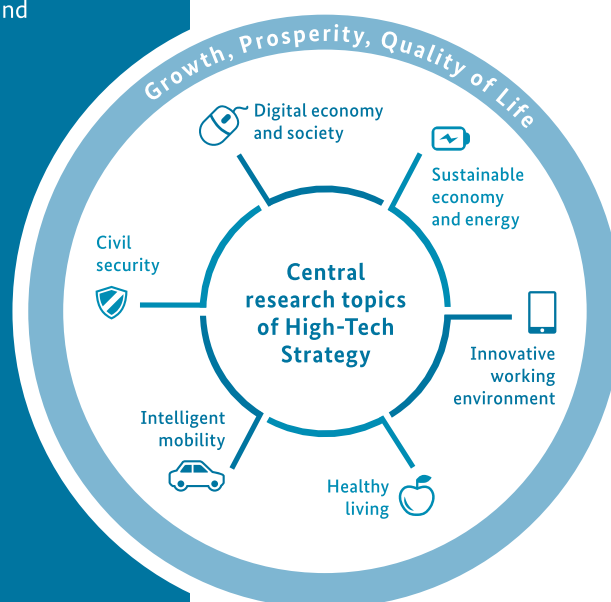 nd
Growth, Prosperity, Quality of Life
Digital economy
and society
Sustainable
economy
and energy
Civil
security
Central
research topics
of High-Tech
Strategy
Innovative
working
environment
Intelligent
mobility
Healthy
living